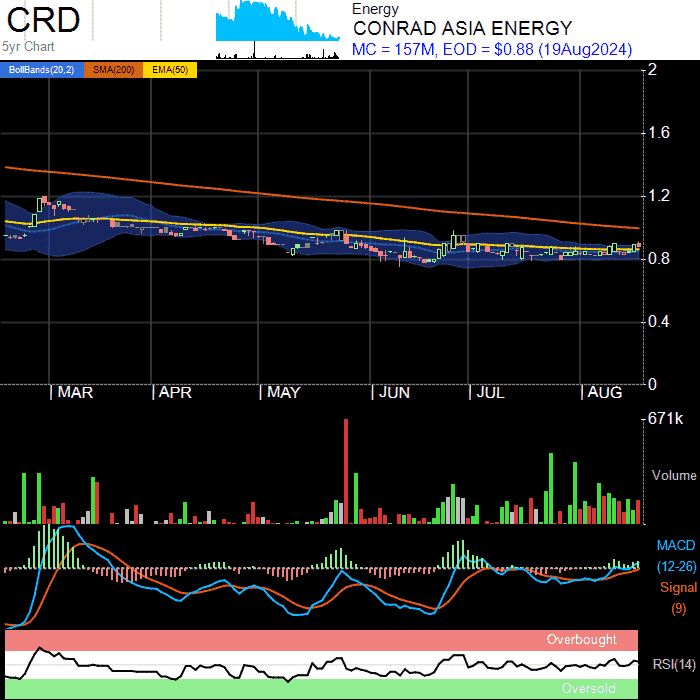 CRD
5yr Chart
Energy
CONRAD ASIA ENERGY
MC = 157M, EOD = $0.88 (19Aug2024)
BollBands(20,2) SMA(200) EMA(50)
2
1.6
1.2
0.8
0.4
0
MAR APR MAY JUN JUL AUG
671k
Volume
MACD
(12-26)
Signal
(9)
Overbought
RSI(14)
Oversold